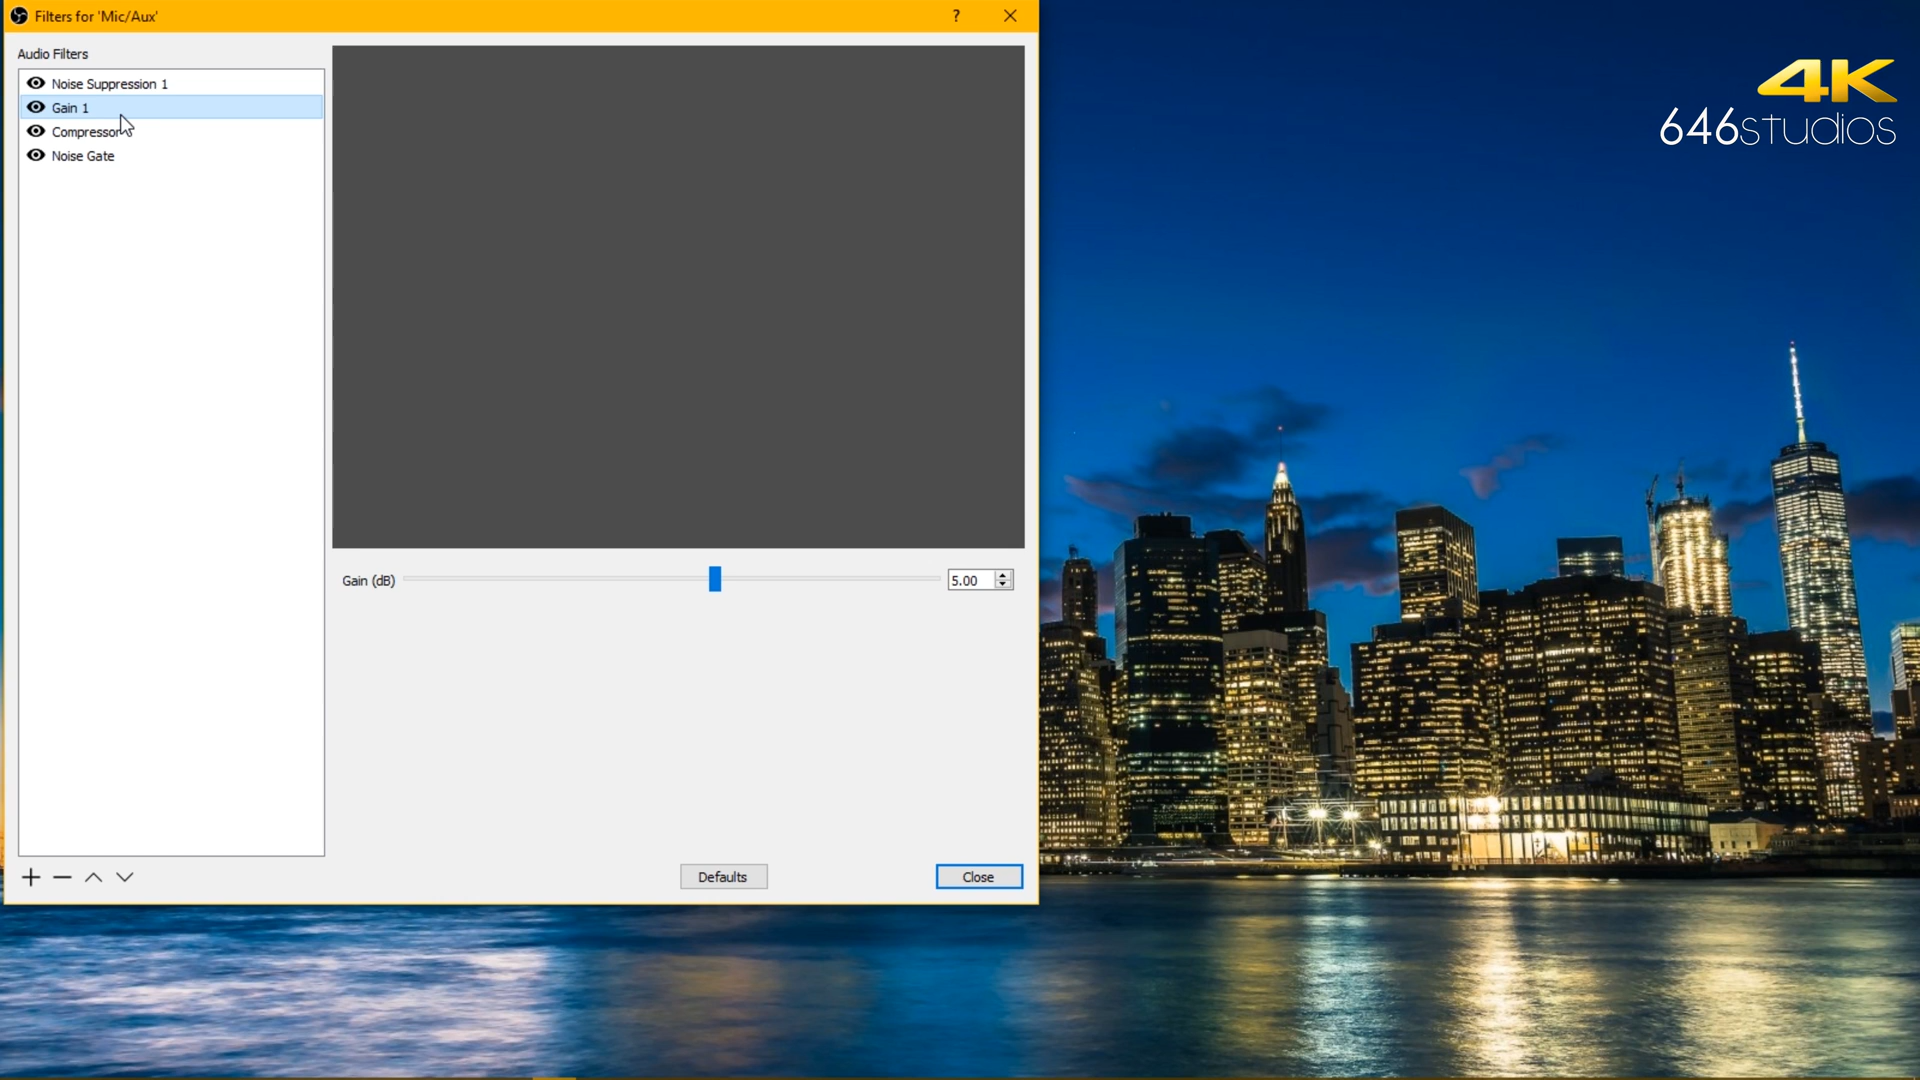 Filters for 'Mic/Aux'
?
Audio Filters
Noise Suppression 1
Gain 1
Compressor
Noise Gate
Gain (dB)
5.00
Defaults
Close
4K
646studios